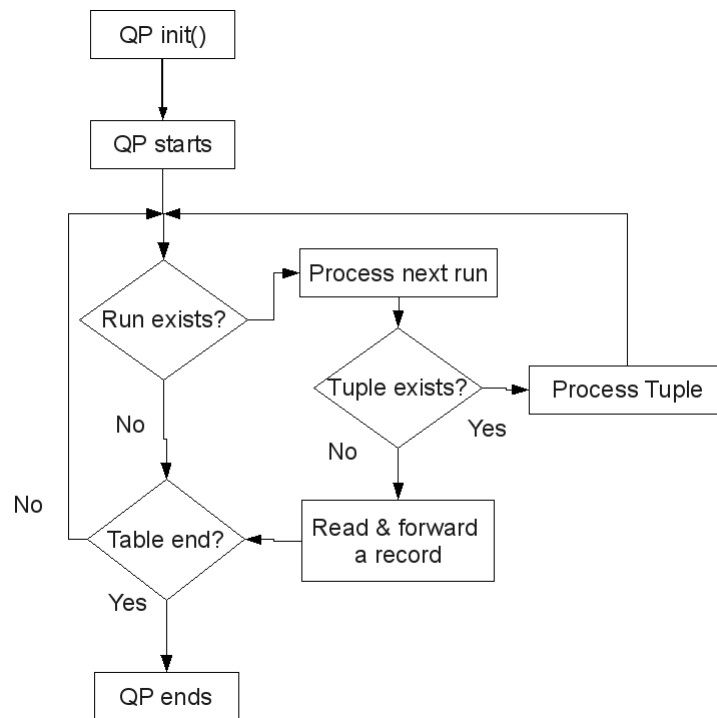 QP init()
QP starts
Process next run
Run exists?
Tuple exists?
Process Tuple
No
Yes
No
No
Read & forward
a record
Table end?
Yes
QP ends